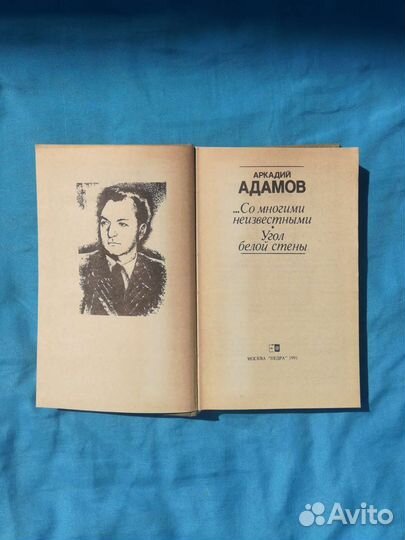 АРКАДИЙ
АДАМОВ
...Со многими
неизвестными
•
Угол
белой стены
МОСКВА "НЕДРА" 1991
Avito